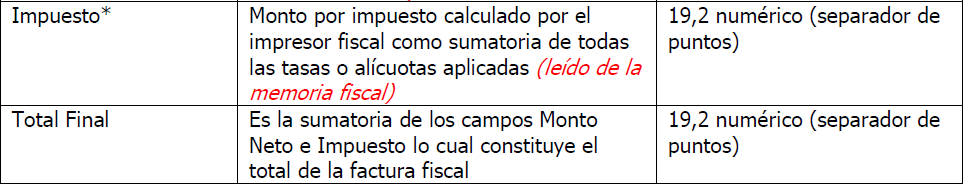 Impuesto*
Monto por impuesto calculado por el
impresor fiscal como sumatoria de todas
las tasas o alícuotas aplicadas (leído de la
memoria fiscal)
19,2 numérico (separador de
puntos)
Total Final
Es la sumatoria de los campos Monto
Neto e Impuesto lo cual constituye el
total de la factura fiscal
19,2 numérico (separador de
puntos)